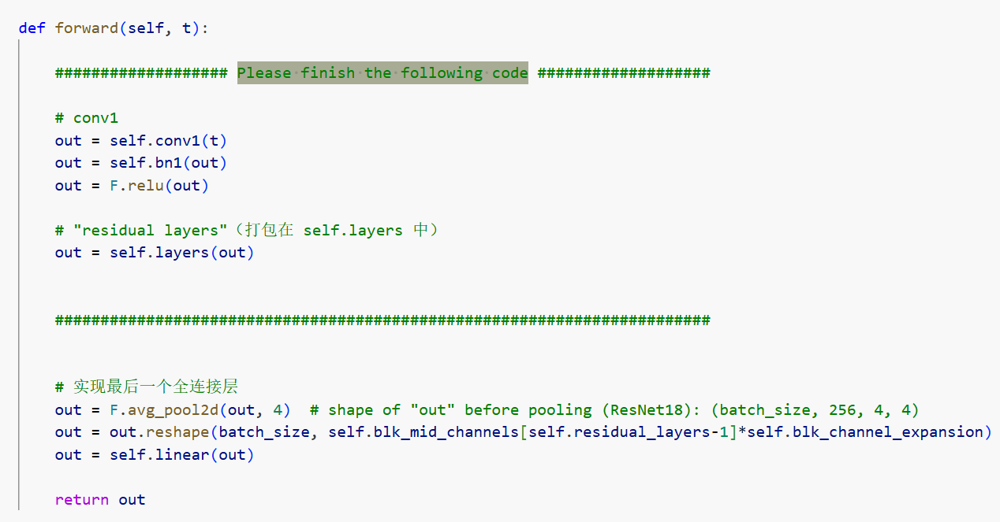 def forward(self, t):
################### Please finish the following code ###################
# conv1
out = self.conv1(t)
out = self.bn1(out)
out = F.relu(out)
# "residual layers"（打包在 self.layers 中）
out = self.layers(out)
########################################################################
# 实现最后一个全连接层
out = F.avg_pool2d(out, 4)  # shape of "out" before pooling (ResNet18): (batch_size, 256, 4, 4)
out = out.reshape(batch_size, self.blk_mid_channels[self.residual_layers-1]*self.blk_channel_expansion)
out = self.linear(out)
return out